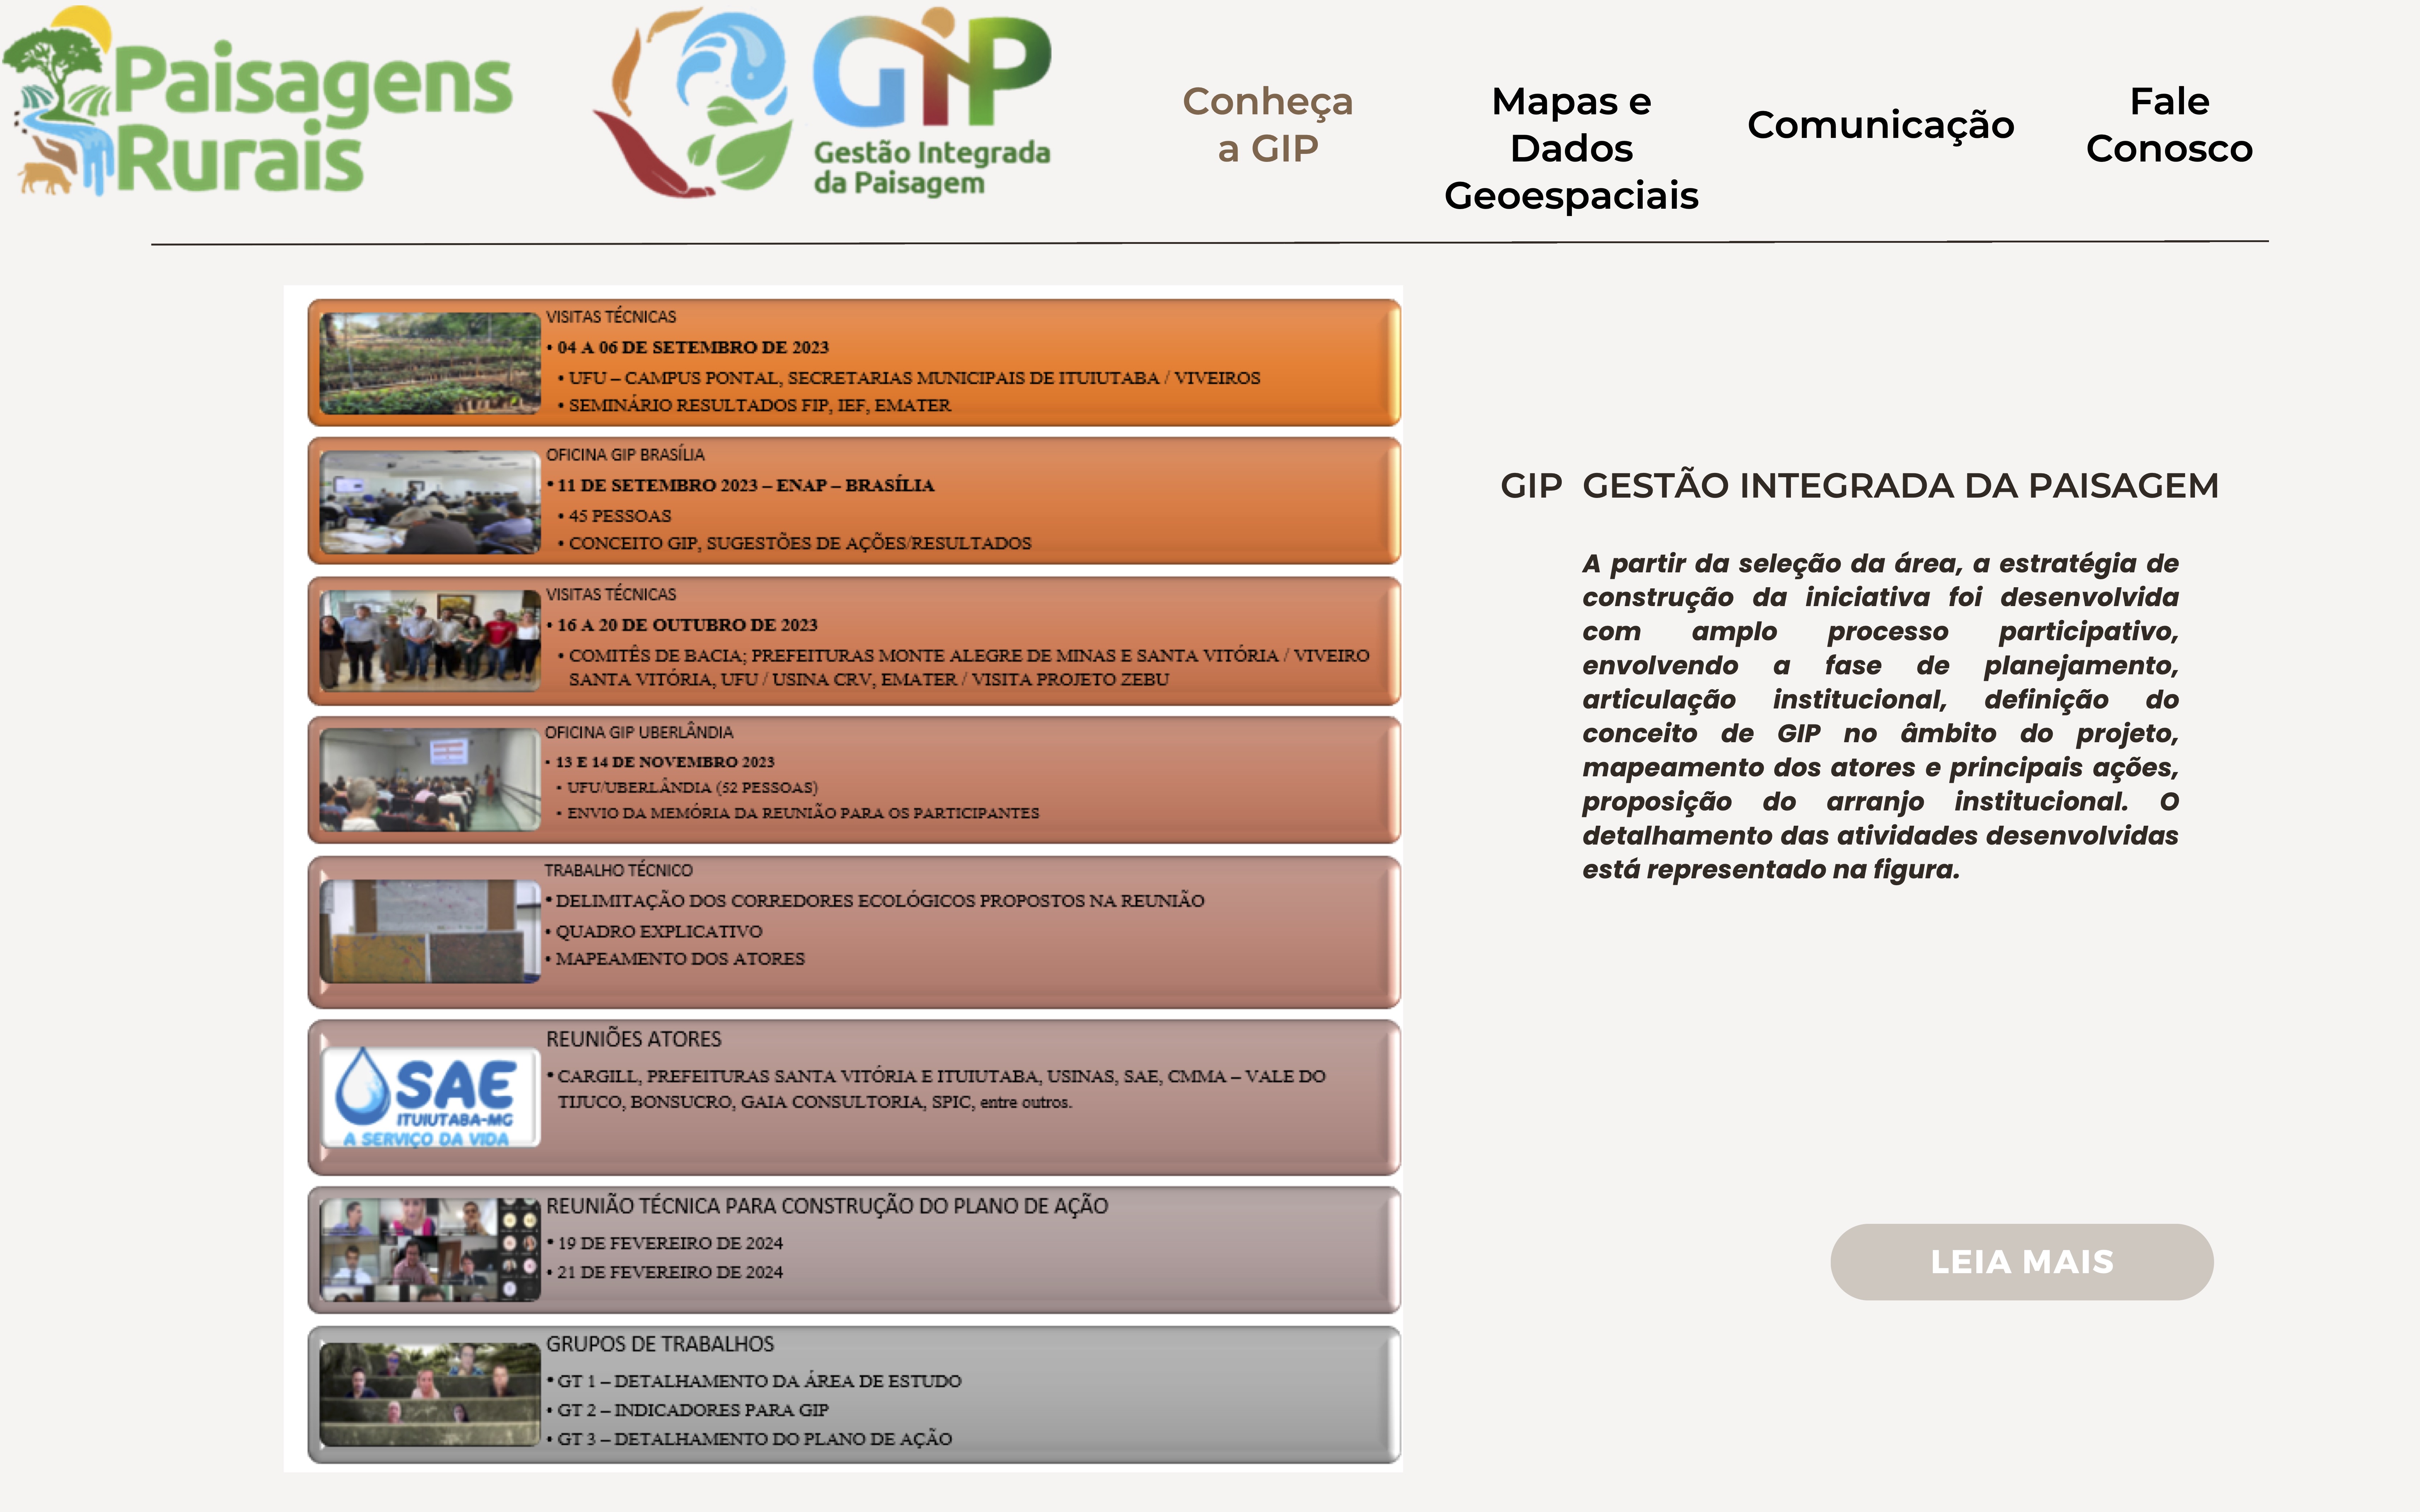 Paisagens
Rurais
GIP
Gestão Integrada
da Paisagem
Conheça
a GIP
Mapas e
Dados
Geoespaciais
Comunicação
Fale
Conosco
VISITAS TÉCNICAS
• 04 A 06 DE SETEMBRO DE 2023
• UFU – CAMPUS PONTAL, SECRETARIAS MUNICIPAIS DE ITUIUTABA / VIVEIROS
• SEMINÁRIO RESULTADOS FIP, IEF, EMATER
OFICINA GIP BRASÍLIA
• 11 DE SETEMBRO 2023 – ENAP – BRASÍLIA
• 45 PESSOAS
• CONCEITO GIP, SUGESTÕES DE AÇÕES/RESULTADOS
VISITAS TÉCNICAS
• 16 A 20 DE OUTUBRO DE 2023
• COMITÊS DE BACIA; PREFEITURAS MONTE ALEGRE DE MINAS E SANTA VITÓRIA / VIVEIRO
SANTA VITÓRIA, UFU / USINA CRV, EMATER / VISITA PROJETO ZEBU
OFICINA GIP UBERLÂNDIA
• 13 E 14 DE NOVEMBRO 2023
• UFU/UBERLÂNDIA (52 PESSOAS)
• ENVIO DA MEMÓRIA DA REUNIÃO PARA OS PARTICIPANTES
TRABALHO TÉCNICO
• DELIMITAÇÃO DOS CORREDORES ECOLÓGICOS PROPOSTOS NA REUNIÃO
• QUADRO EXPLICATIVO
• MAPEAMENTO DOS ATORES
SAE
ITUIUTABA-MG
A SERVIÇO DA VIDA
REUNIÕES ATORES
• CARGILL, PREFEITURAS SANTA VITÓRIA E ITUIUTABA, USINAS, SAE, CMMA – VALE DO
TIJUCO, BONSUCRO, GAIA CONSULTORIA, SPIC, entre outros.
REUNIÃO TÉCNICA PARA CONSTRUÇÃO DO PLANO DE AÇÃO
• 19 DE FEVEREIRO DE 2024
• 21 DE FEVEREIRO DE 2024
GRUPOS DE TRABALHOS
• GT 1 – DETALHAMENTO DA ÁREA DE ESTUDO
• GT 2 – INDICADORES PARA GIP
• GT 3 – DETALHAMENTO DO PLANO DE AÇÃO
GIP GESTÃO INTEGRADA DA PAISAGEM
A partir da seleção da área, a estratégia de
construção da iniciativa foi desenvolvida
com amplo processo participativo,
envolvendo a fase de planejamento,
articulação institucional, definição do
conceito de GIP no âmbito do projeto,
mapeamento dos atores e principais ações,
proposição do arranjo institucional. O
detalhamento das atividades desenvolvidas
está representado na figura.
LEIA MAIS